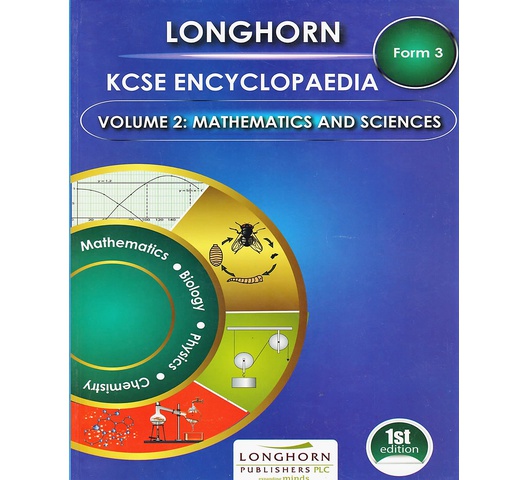 LONGHORN
Form 3
KCSE ENCYCLOPAEDIA
VOLUME 2: MATHEMATICS AND SCIENCES
Mathematics • Biology • Physics • Chemistry
1st
edition
LONGHORN
PUBLISHERS PLC
minds